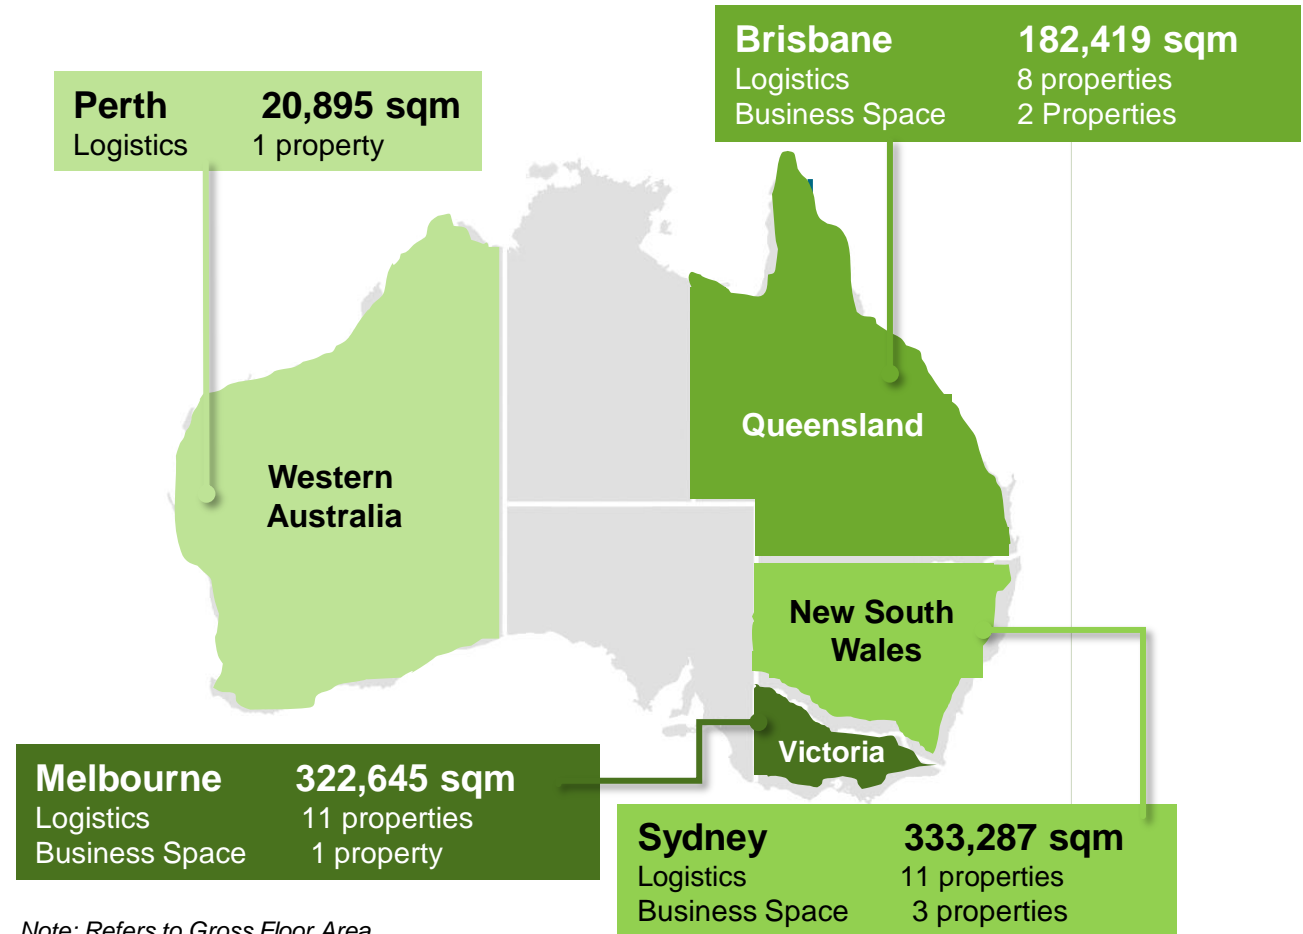 Brisbane 182,419 sqm
Logistics 8 properties
Business Space 2 Properties
Perth 20,895 sqm
Logistics 1 property
Queensland
Western
Australia
New South
Wales
Victoria
Melbourne 322,645 sqm
Logistics 11 properties
Business Space 1 property
Sydney 333,287 sqm
Logistics 11 properties
Business Space 3 properties
Note: Refers to Gross Floor Area